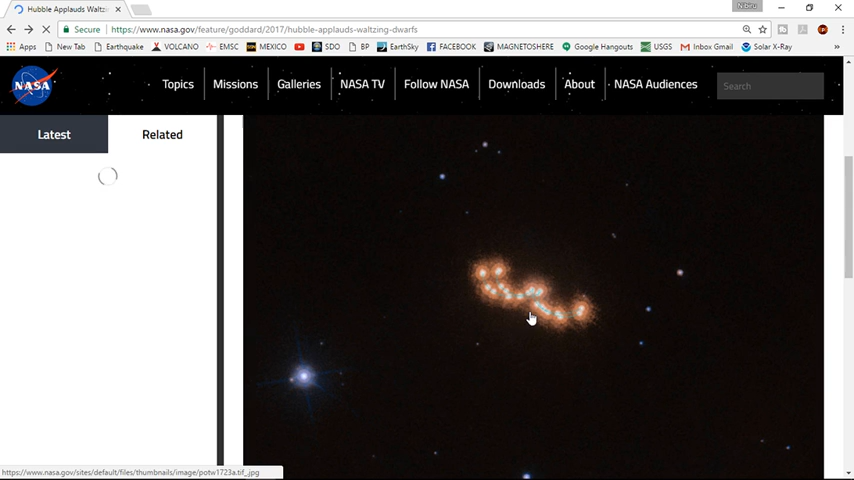 Hubble Applauds Waltzin
Nibiru
Secure https://www.nasa.gov/feature/goddard/2017/hubble-applauds-waltzing-dwarfs
Apps New Tab Earthquake VOLCANO EMSC MEXICO SDO BP EarthSky FACEBOOK MAGNETOSHERE Google Hangouts USGS Inbox Gmail Solar X-Ray »
NASA Topics Missions Galleries NASA TV Follow NASA Downloads About NASA Audiences Search
Latest Related
https://www.nasa.gov/sites/default/files/thumbnails/image/potw1723a.tif_.jpg